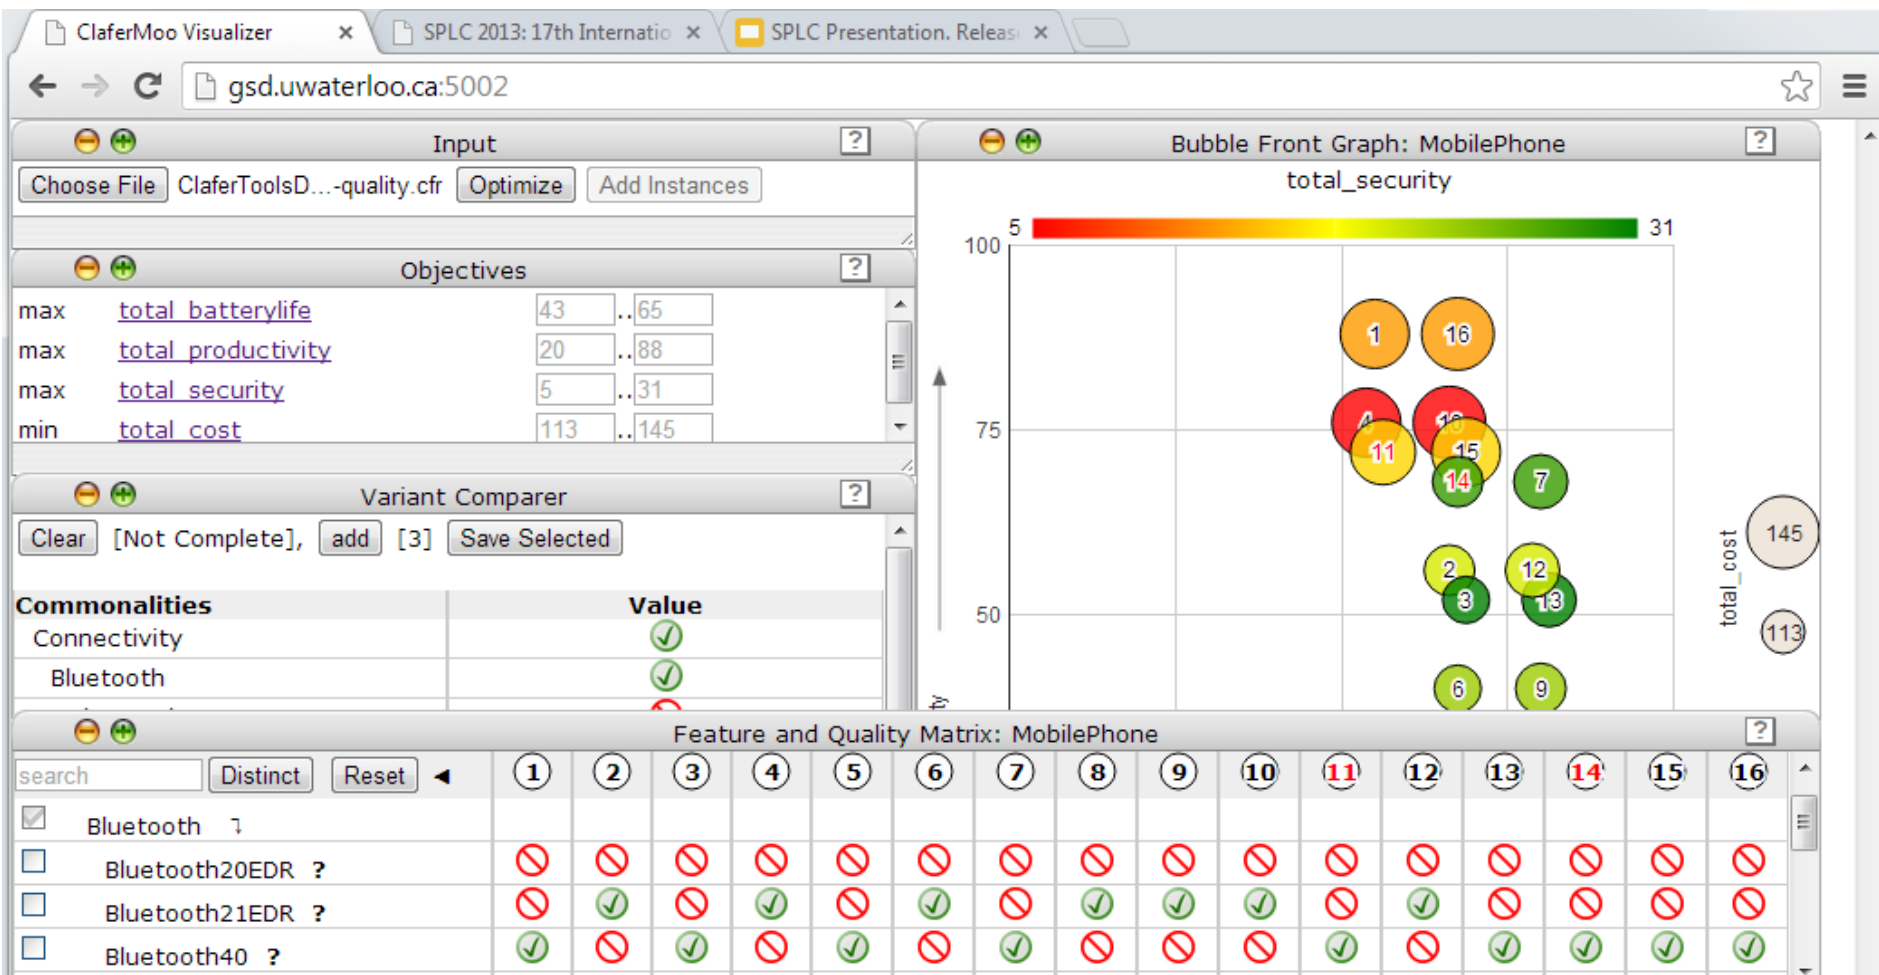 ClaferMoo Visualizer × SPLC 2013: 17th Internatio × SPLC Presentation. Releas ×
gsd.uwaterloo.ca:5002
Input ?
Choose File ClaferToolsD...-quality.cfr Optimize Add Instances
Objectives ?
max total_batterylife 43 .. 65
max total_productivity 20 .. 88
max total_security 5 .. 31
min total_cost 113 .. 145
Variant Comparer ?
Clear [Not Complete], add [3] Save Selected
Commonalities Value
Connectivity
Bluetooth
Bubble Front Graph: MobilePhone ?
total_security
5 31
100
1 16
4 10
75
11 15
14 7
2 12
3 13
50
6 9
ty
total_cost
145
113
Feature and Quality Matrix: MobilePhone ?
search Distinct Reset ◄ 1 2 3 4 5 6 7 8 9 10 11 12 13 14 15 16
Bluetooth
Bluetooth20EDR ?
Bluetooth21EDR ?
Bluetooth40 ?